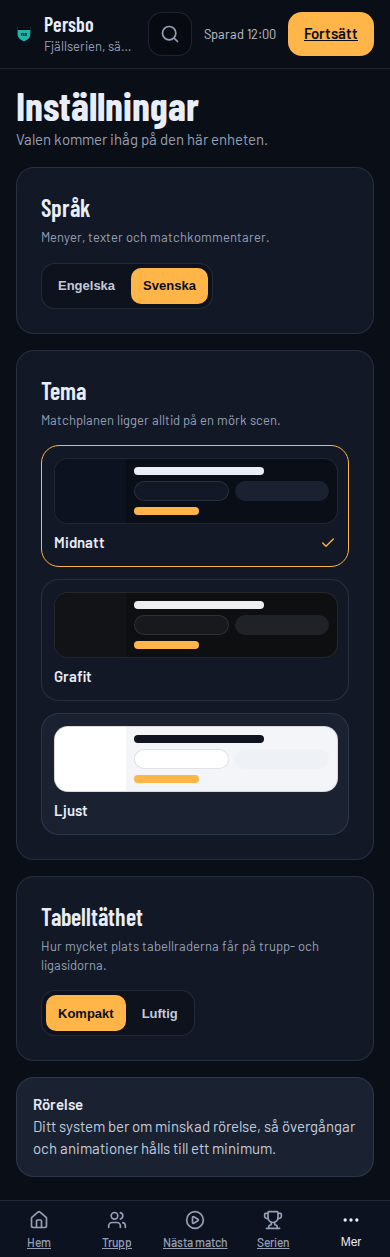 Persbo
Fjällserien, sä...
Sparad 12:00
Fortsätt
Inställningar
Valen kommer ihåg på den här enheten.
Språk
Menyer, texter och matchkommentarer.
Engelska
Svenska
Tema
Matchplanen ligger alltid på en mörk scen.
Midnatt
Grafit
Ljust
Tabelltäthet
Hur mycket plats tabellraderna får på trupp- och
ligasidorna.
Kompakt
Luftig
Rörelse
Ditt system ber om minskad rörelse, så övergångar
och animationer hålls till ett minimum.
Hem
Trupp
Nästa match
Serien
Mer